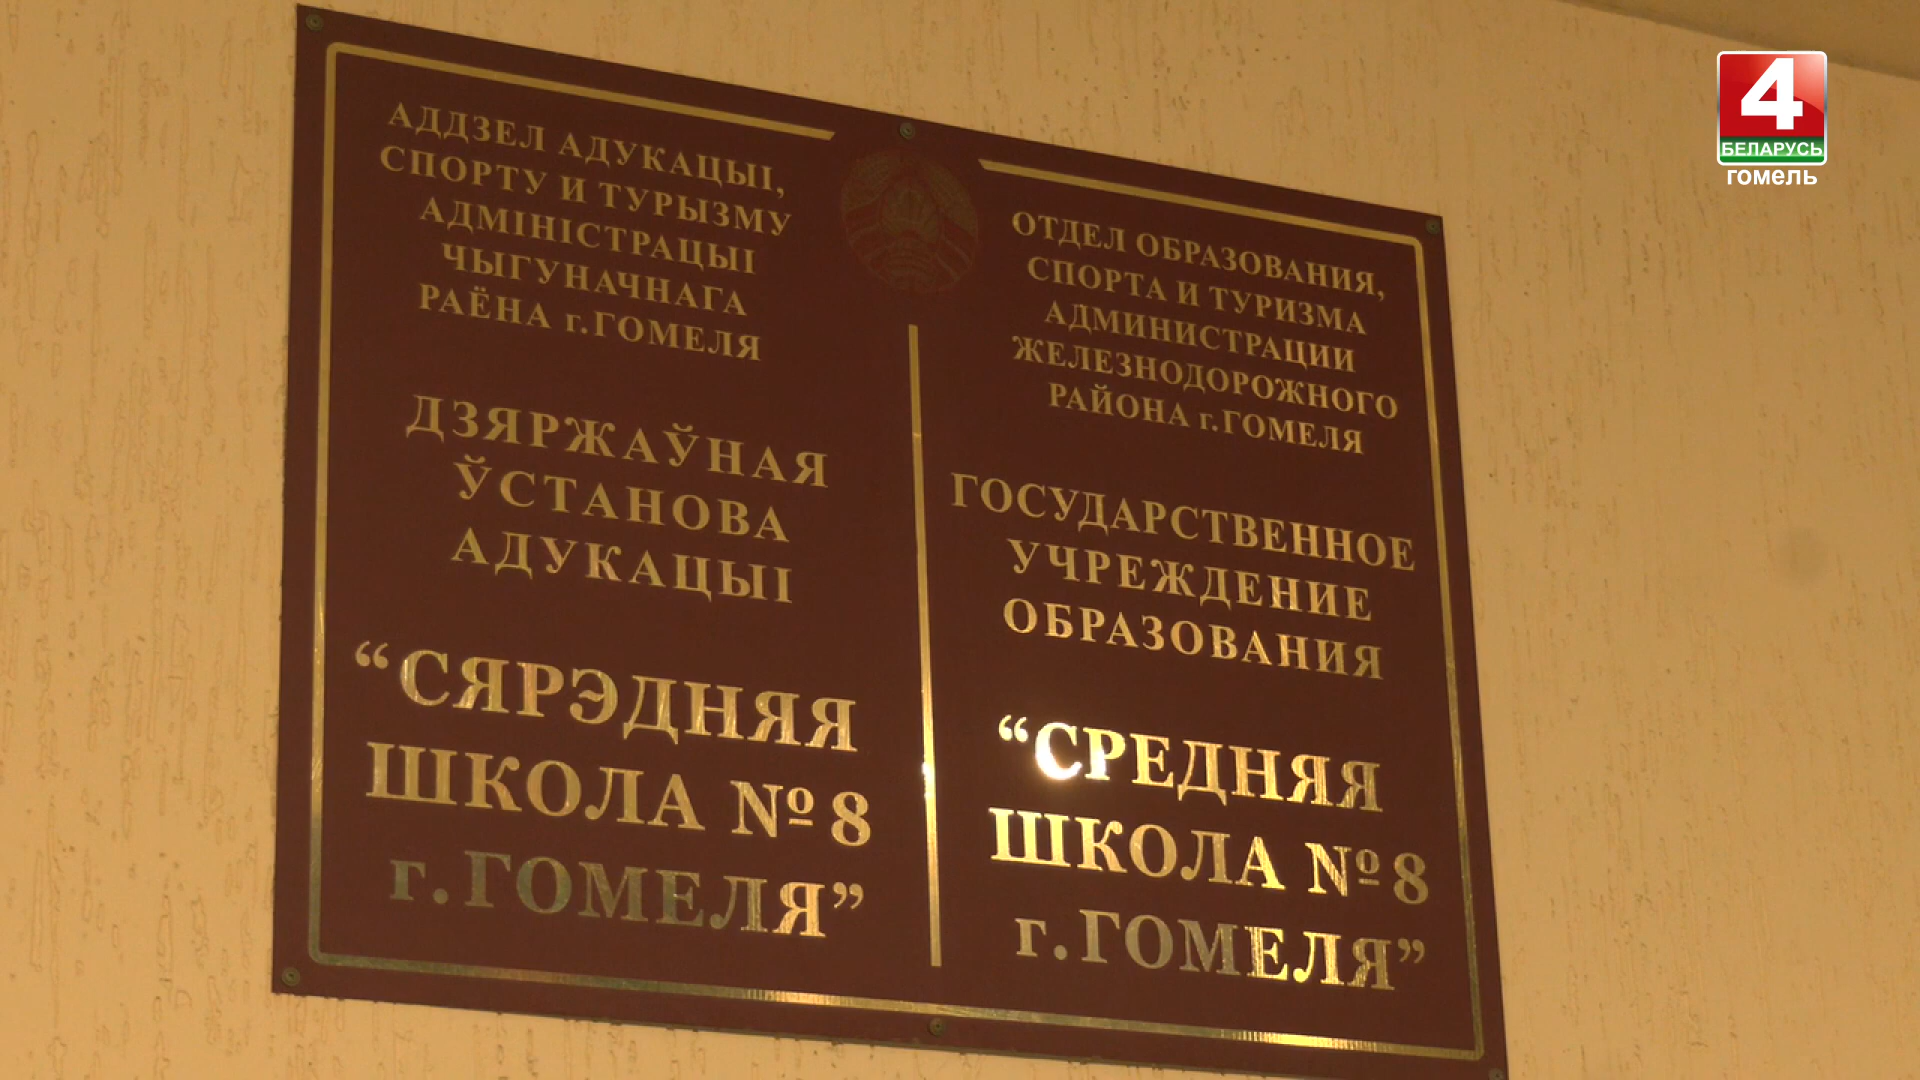 АДДЗЕЛ АДУКАЦЫІ,
СПОРТУ И ТУРЫЗМУ
АДМІНІСТРАЦЫІ
ЧЫГУНАЧНАГА
РАЁНА г.ГОМЕЛЯ
ДЗЯРЖАЎНАЯ
ЎСТАНОВА
АДУКАЦЫІ
“СЯРЭДНЯЯ
ШКОЛА №8
г.ГОМЕЛЯ”
ОТДЕЛ ОБРАЗОВАНИЯ,
СПОРТА И ТУРИЗМА
АДМИНИСТРАЦИИ
ЖЕЛЕЗНОДОРОЖНОГО
РАЙОНА г.ГОМЕЛЯ
ГОСУДАРСТВЕННОЕ
УЧРЕЖДЕНИЕ
ОБРАЗОВАНИЯ
“СРЕДНЯЯ
ШКОЛА №8
г.ГОМЕЛЯ”
4
БЕЛАРУСЬ
гомель